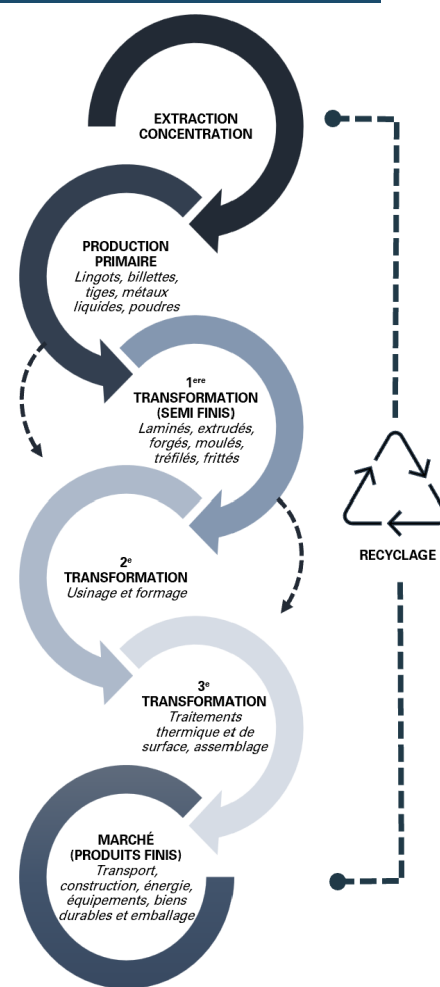 EXTRACTION
CONCENTRATION
PRODUCTION
PRIMAIRE
Lingots, billettes,
tiges, métaux
liquides, poudres
1ere
TRANSFORMATION
(SEMI FINIS)
Laminés, extrudés,
forgés, moulés,
tréfilés, frittés
2e
TRANSFORMATION
Usinage et formage
RECYCLAGE
3e
TRANSFORMATION
Traitements
thermique et de
surface, assemblage
MARCHÉ
(PRODUITS FINIS)
Transport,
construction, énergie,
équipements, biens
durables et emballage